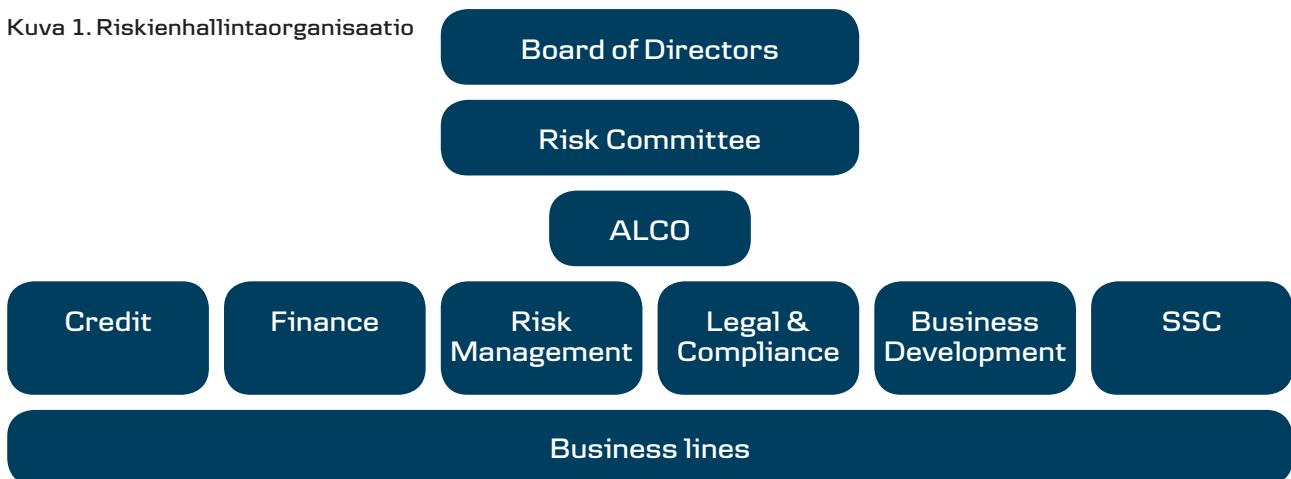 Kuva 1. Riskienhallintaorganisaatio
Board of Directors
Risk Committee
ALCO
Credit
Finance
Risk
Management
Legal &
Compliance
Business
Development
SSC
Business lines